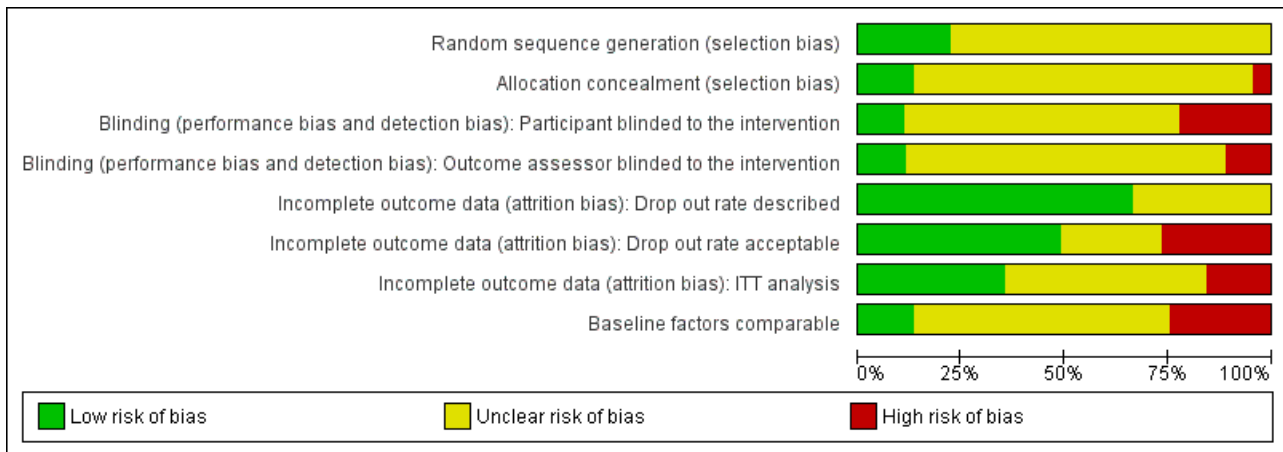 Random sequence generation (selection bias)
Allocation concealment (selection bias)
Blinding (performance bias and detection bias): Participant blinded to the intervention
Blinding (performance bias and detection bias): Outcome assessor blinded to the intervention
Incomplete outcome data (attrition bias): Drop out rate described
Incomplete outcome data (attrition bias): Drop out rate acceptable
Incomplete outcome data (attrition bias): ITT analysis
Baseline factors comparable
0% 25% 50% 75% 100%
Low risk of bias Unclear risk of bias High risk of bias